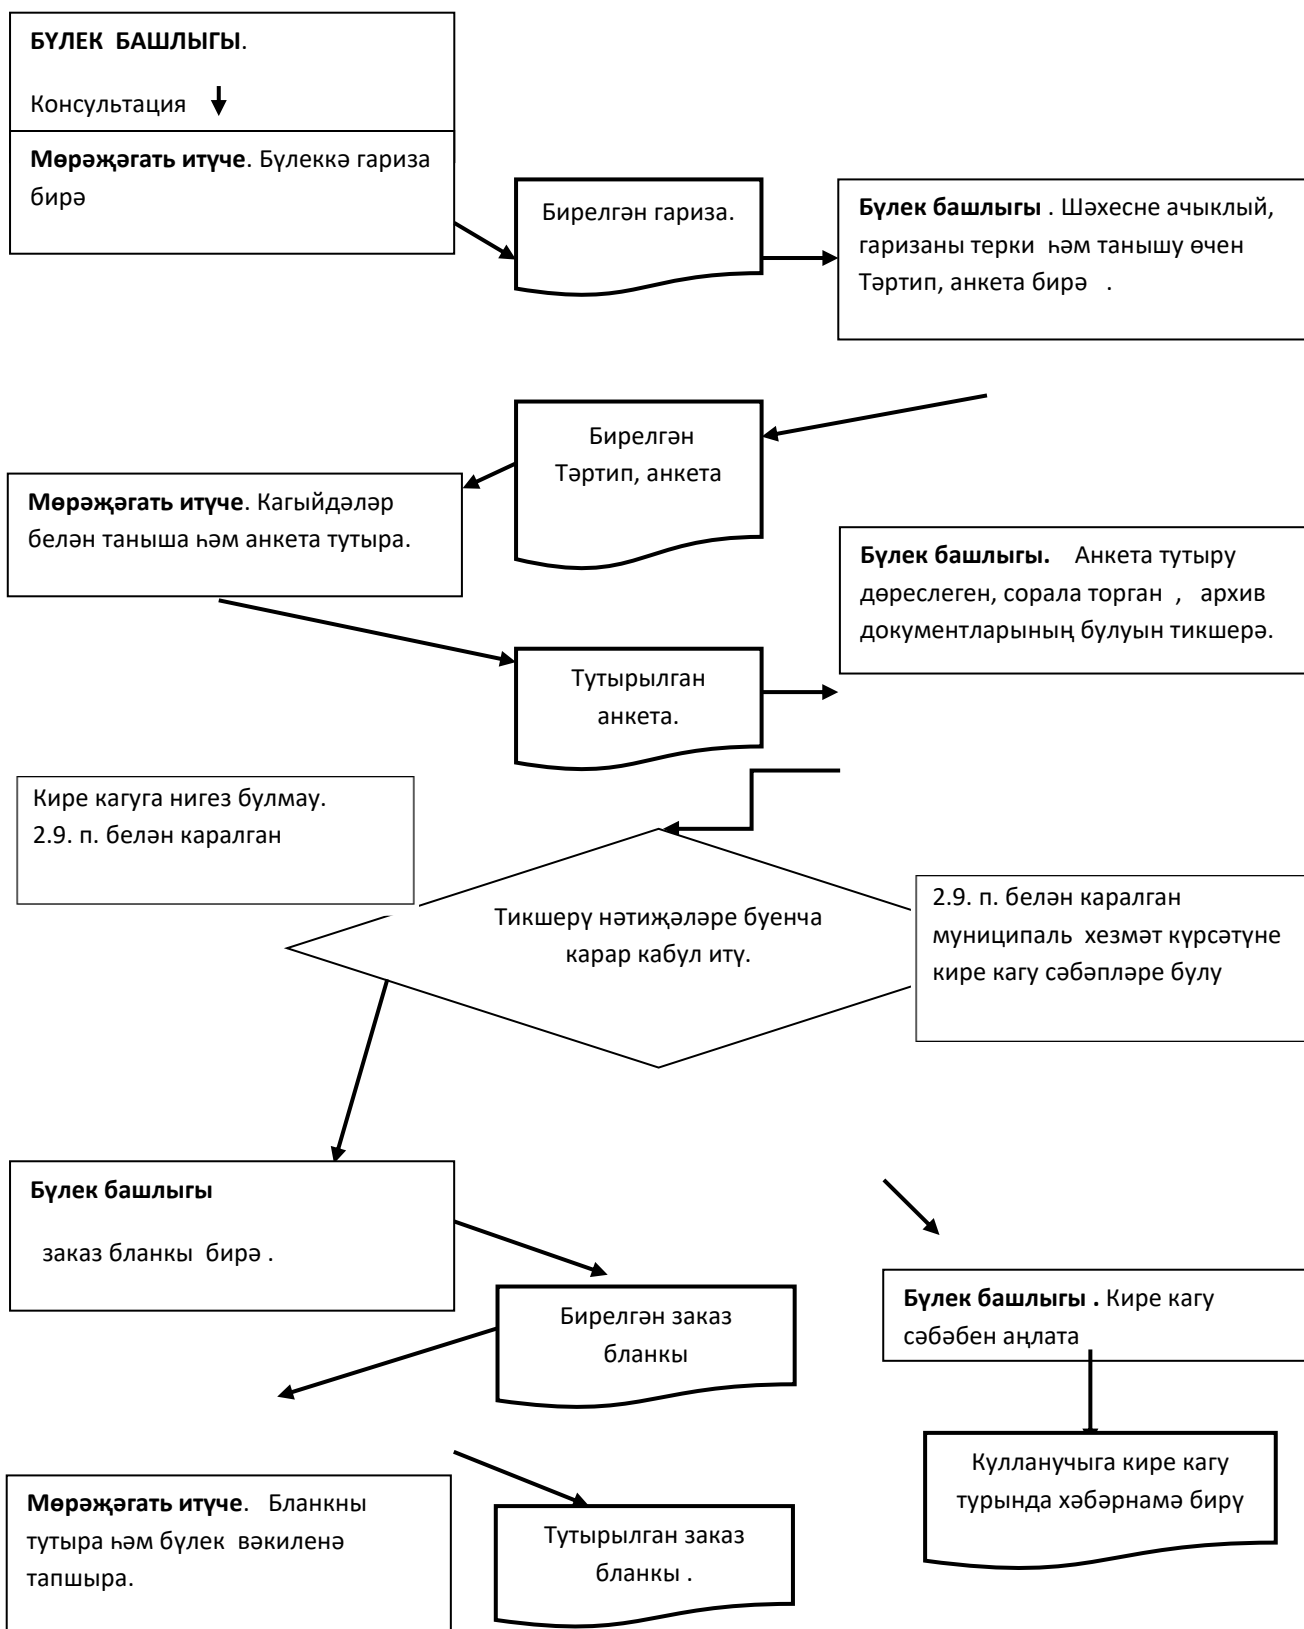 БҮЛЕК БАШЛЫГЫ.
Консультация
Мөрәҗәгать итүче. Бүлеккә гариза
бирә
Бирелгән гариза.
Бүлек башлыгы . Шәхесне ачыклый,
гаризаны терки һәм танышу өчен
Тәртип, анкета бирә .
Бирелгән
Тәртип, анкета
Мөрәҗәгать итүче. Кагыйдәләр
белән таныша һәм анкета тутыра.
Бүлек башлыгы. Анкета тутыру
дөреслеген, сорала торган , архив
документларының булуын тикшерә.
Тутырылган
анкета.
Кире кагуга нигез булмау.
2.9. п. белән каралган
Тикшерү нәтиҗәләре буенча
карар кабул итү.
2.9. п. белән каралган
муниципаль хезмәт күрсәтүне
кире кагу сәбәпләре булу
Бүлек башлыгы
заказ бланкы бирә .
Бирелгән заказ
бланкы
Бүлек башлыгы . Кире кагу
сәбәбен аңлата
Кулланучыга кире кагу
турында хәбәрнамә бирү
Мөрәҗәгать итүче. Бланкны
тутыра һәм бүлек вәкиленә
тапшыра.
Тутырылган заказ
бланкы .